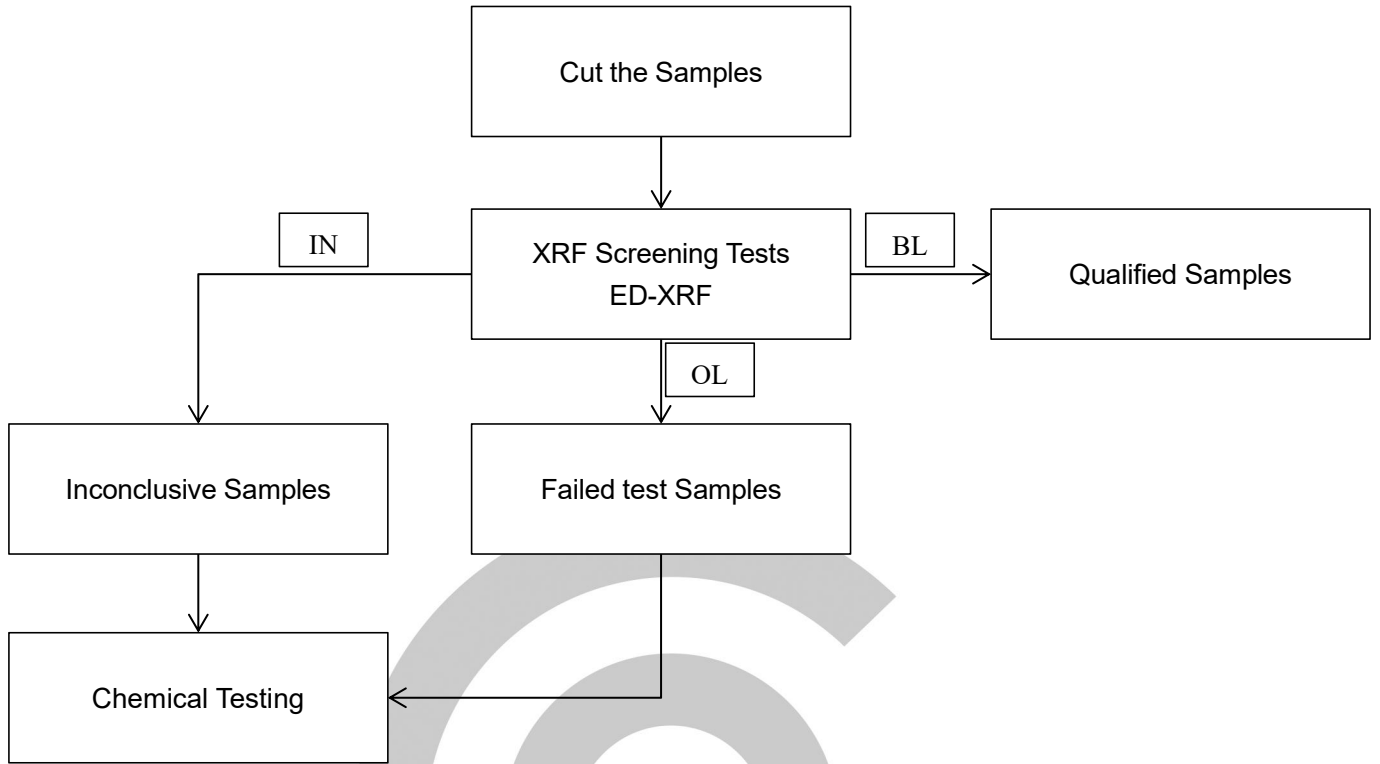 Cut the Samples
IN
XRF Screening Tests
ED-XRF
BL
Qualified Samples
OL
Inconclusive Samples
Failed test Samples
Chemical Testing